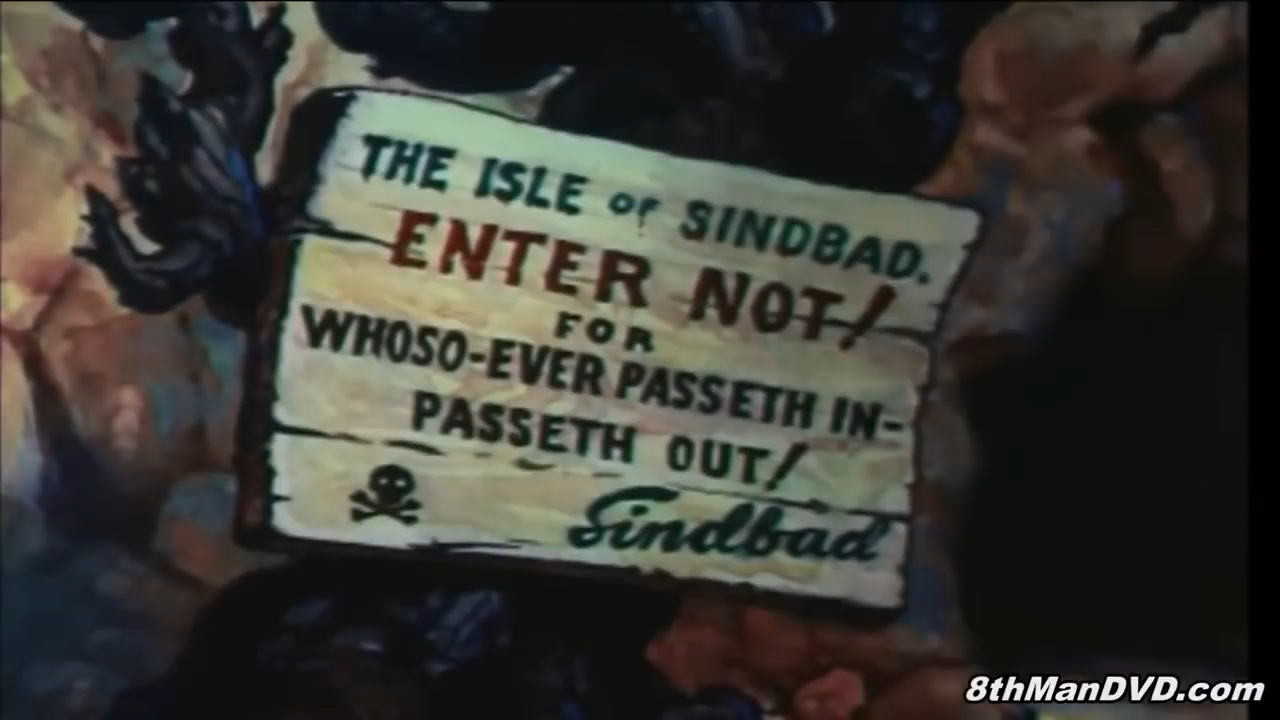 THE ISLE OF SINDBAD.
ENTER NOT!
FOR
WHOSO-EVER PASSETH IN-
PASSETH OUT!
Sindbad
8thManDVD.com